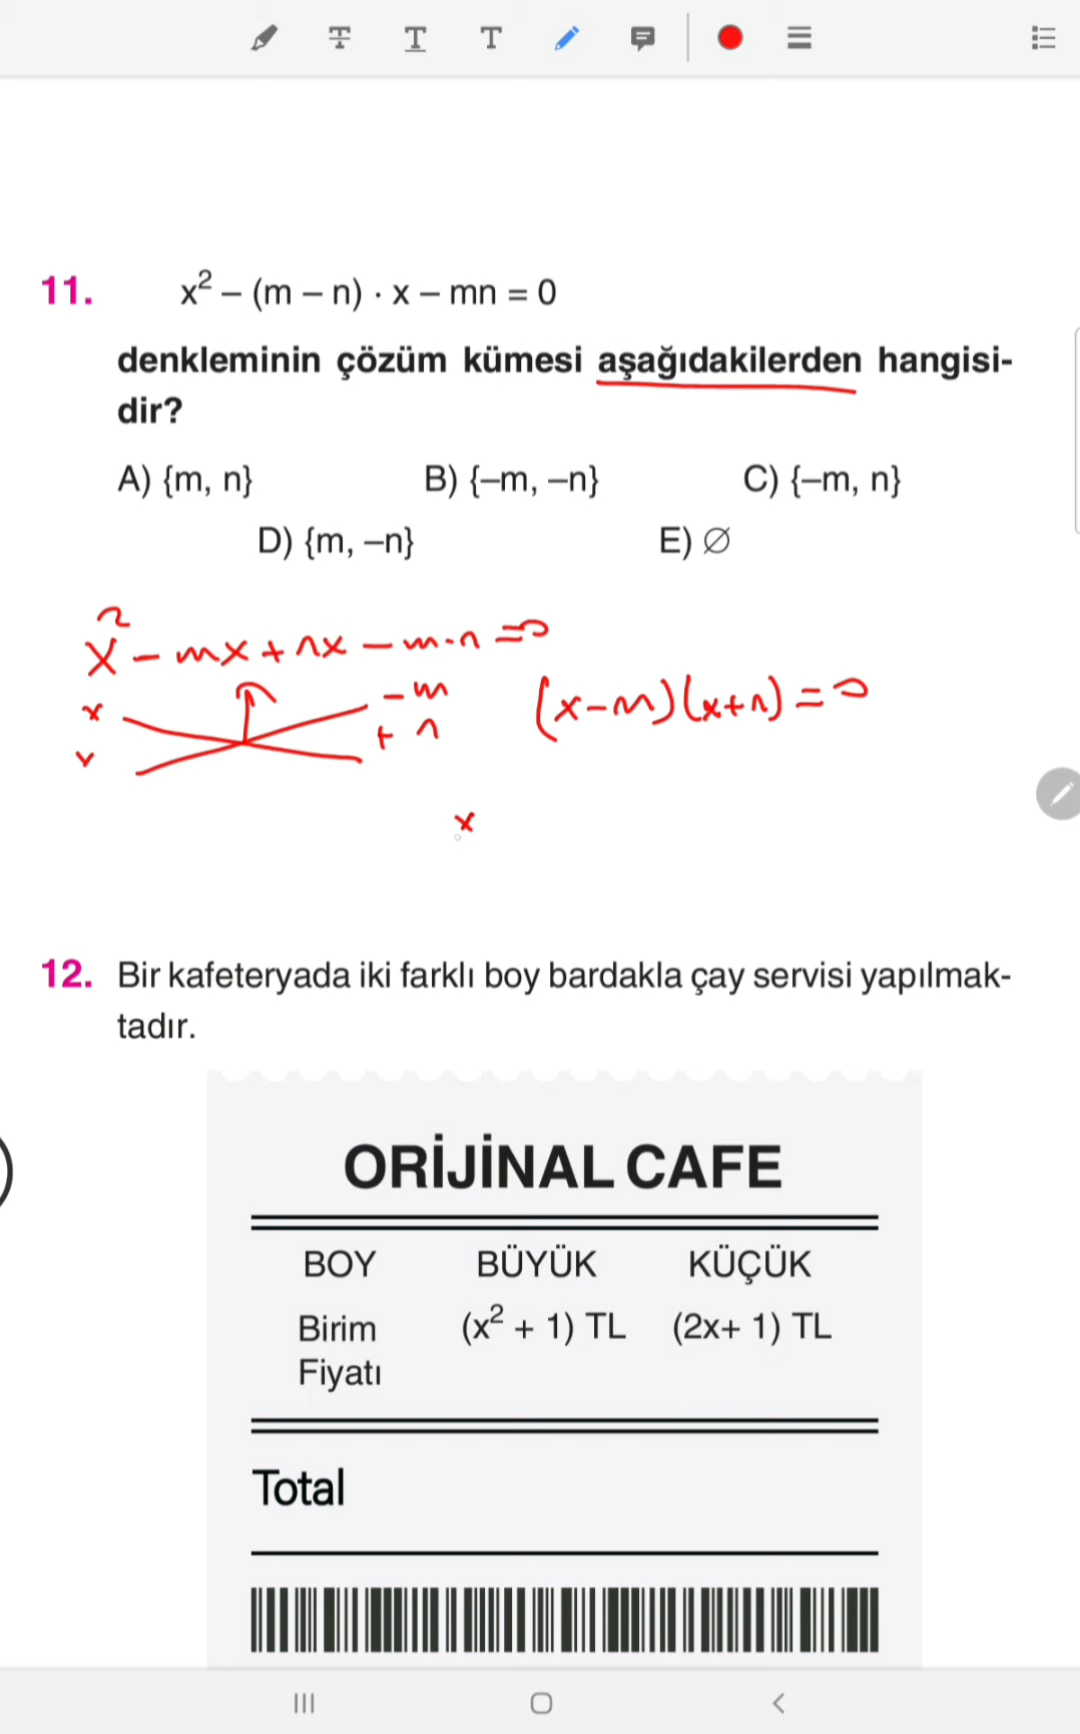 11. x² – (m – n) · x – mn = 0
denkleminin çözüm kümesi aşağıdakilerden hangisi-
dir?
A) {m, n} B) {–m, –n} C) {–m, n}
D) {m, –n} E) ∅
x² – mx + nx – m·n = 0
x – m (x–m)(x+n) = 0
x + n
x
12. Bir kafeteryada iki farklı boy bardakla çay servisi yapılmak-
tadır.
ORİJİNAL CAFE
BOY BÜYÜK KÜÇÜK
Birim (x² + 1) TL (2x+ 1) TL
Fiyatı
Total